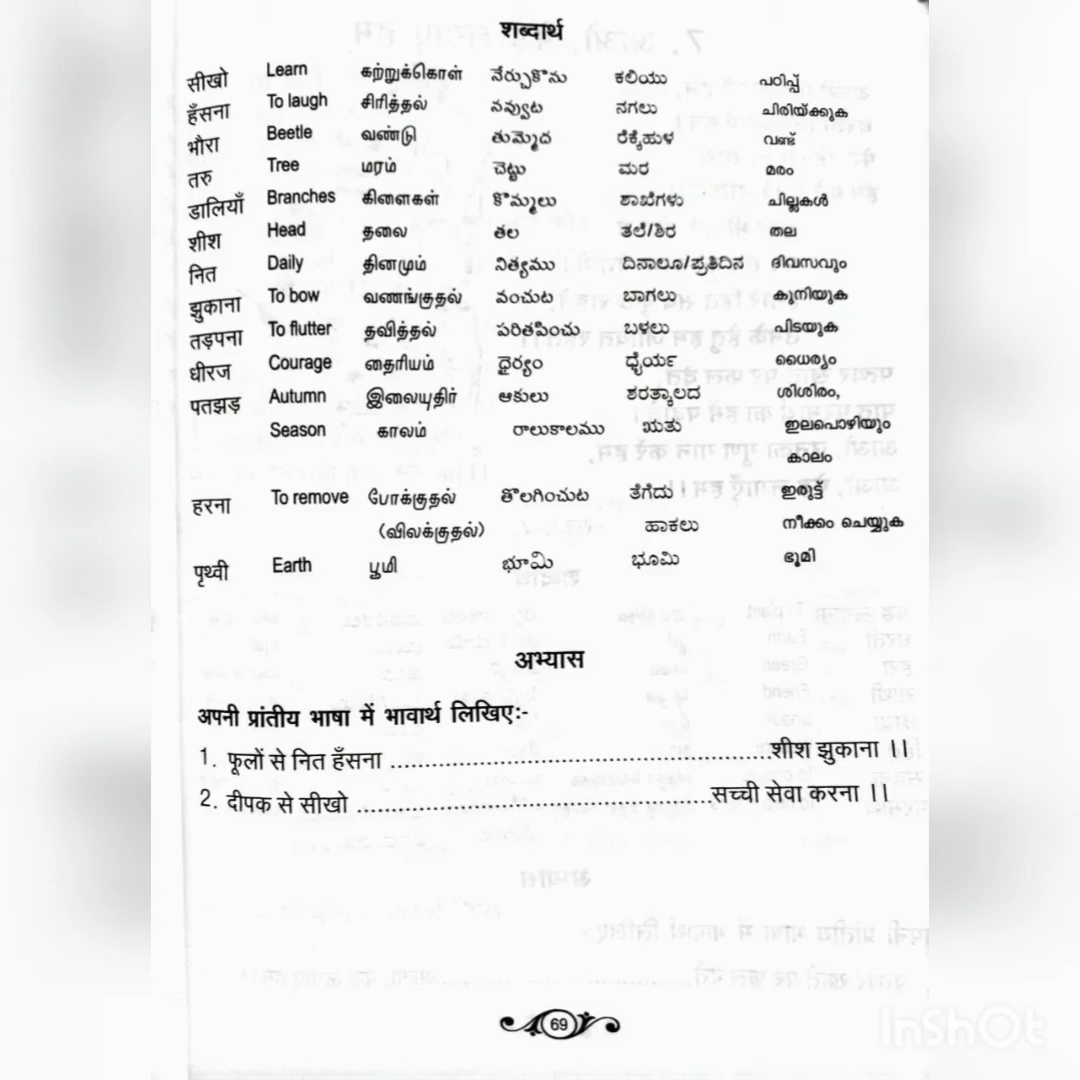 शब्दार्थ
सीखो Learn கற்றுக்கொள் నేర్చుకొను ಕಲಿಯು പഠിപ്പ്
हँसना To laugh சிரித்தல் నవ్వుట ನಗಲು ചിരിയ്ക്കുക
भौरा Beetle வண்டு తుమ్మెద ರೆಕ್ಕೆಹುಳ വണ്ട്
तरु Tree மரம் చెట్టు ಮರ മരം
डालियाँ Branches கிளைகள் కొమ్మలు ಶಾಖೆಗಳು ചില്ലകൾ
शीश Head தலை తల ತಲೆ/ಶಿರ തല
नित Daily தினமும் నిత్యము ದಿನಾಲೂ/ಪ್ರತಿದಿನ ദിവസവും
झुकाना To bow வணங்குதல் వంచుట ಬಾಗಲು കുനിയുക
तड़पना To flutter தவித்தல் పరితపించు ಬಳಲು പിടയുക
धीरज Courage தைரியம் ధైర్యం ಧೈರ್ಯ ധൈര്യം
पतझड़ Autumn இலையுதிர் ఆకులు ಶರತ್ಕಾಲದ ശിശിരം,
Season காலம் రాలుకాలము ಋತು ഇലപൊഴിയും
കാലം
हरना To remove போக்குதல் తొలగించుట ತೆಗೆದು ഇരുട്ട്
(விலக்குதல்) ಹಾಕಲು നീക്കം ചെയ്യുക
पृथ्वी Earth பூமி భూమి ಭೂಮಿ ഭൂമി
अभ्यास
अपनी प्रांतीय भाषा में भावार्थ लिखिए:-
1. फूलों से नित हँसना ................................................शीश झुकाना ।।
2. दीपक से सीखो .............................................सच्ची सेवा करना ।।
69
InShOt